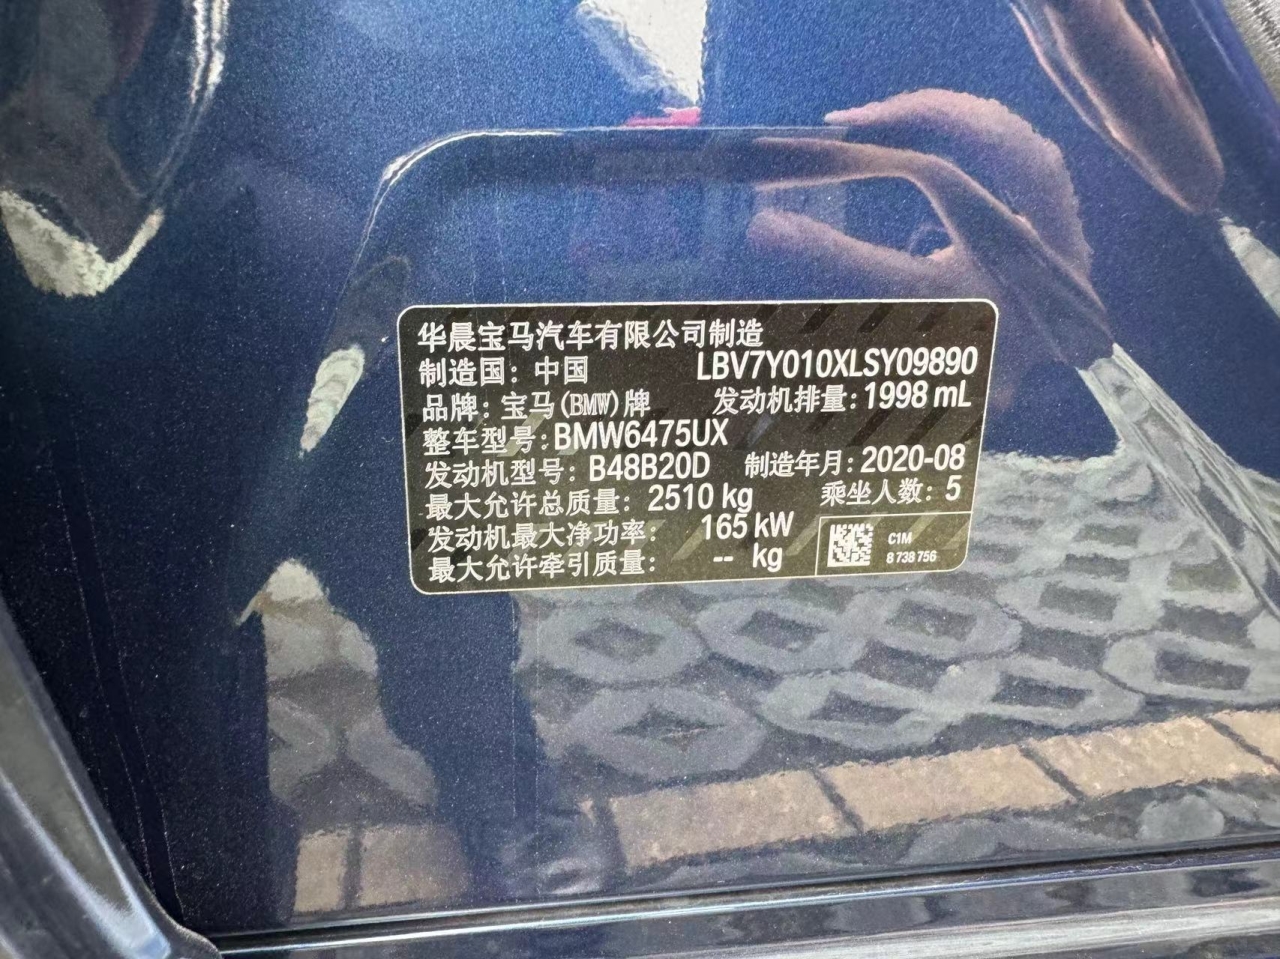 华晨宝马汽车有限公司制造
制造国：中国 LBV7Y010XLSY09890
品牌：宝马(BMW)牌 发动机排量：1998 mL
整车型号：BMW6475UX
发动机型号：B48B20D 制造年月：2020-08
最大允许总质量：2510 kg 乘坐人数：5
发动机最大净功率：165 kW
最大允许牵引质量：-- kg
C1M
8 738 756